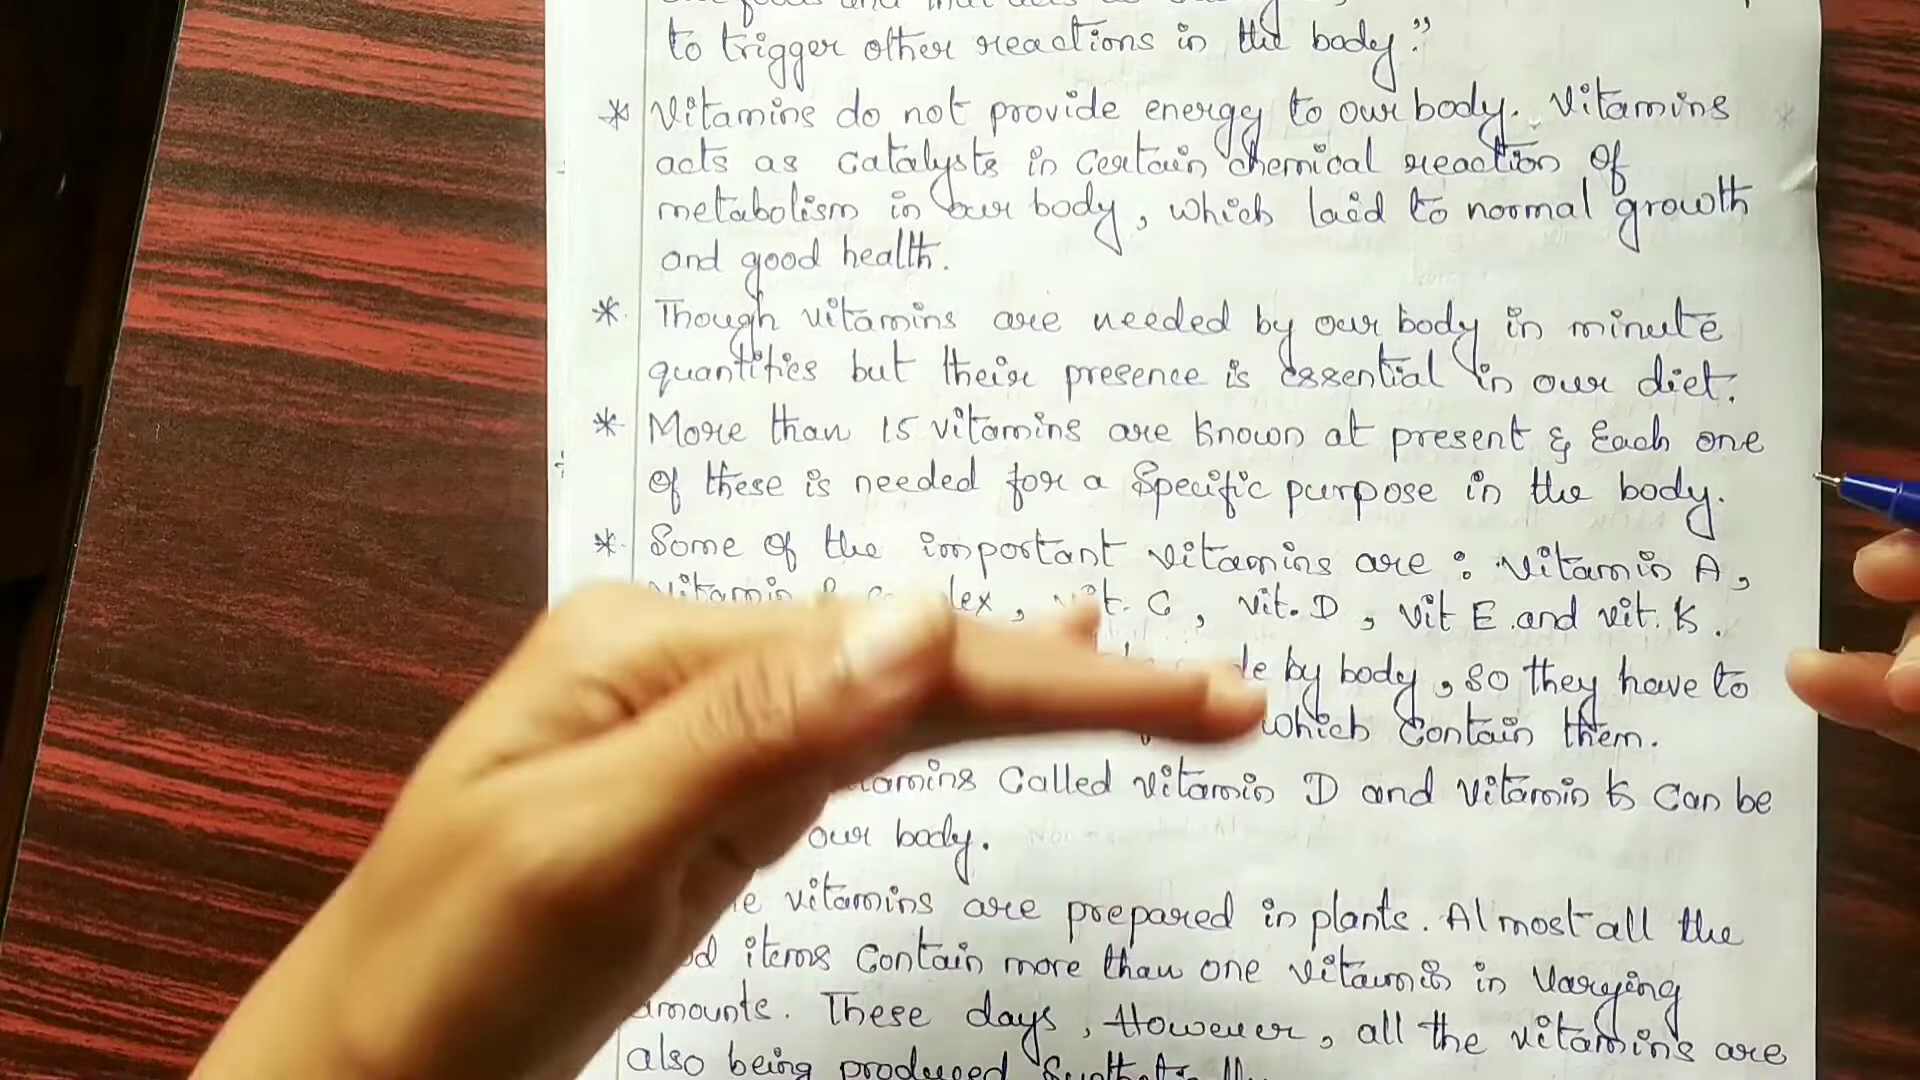 to trigger other reactions in the body."
* Vitamins do not provide energy to our body. Vitamins
acts as catalysts in certain chemical reaction of
metabolism in our body, which laid to normal growth
and good health.
* Though vitamins are needed by our body in minute
quantities but their presence is essential in our diet.
* More than 15 vitamins are known at present & Each one
of these is needed for a specific purpose in the body.
* Some of the important vitamins are : vitamin A,
vitamin , vit. C, vit. D, vit E and vit. K.
by body, so they have to
which contain them.
called vitamin D and vitamin K can be
our body.
vitamins are prepared in plants. Almost all the
items contain more than one vitamin in varying
amounts. These days, However, all the vitamins are
also being produced